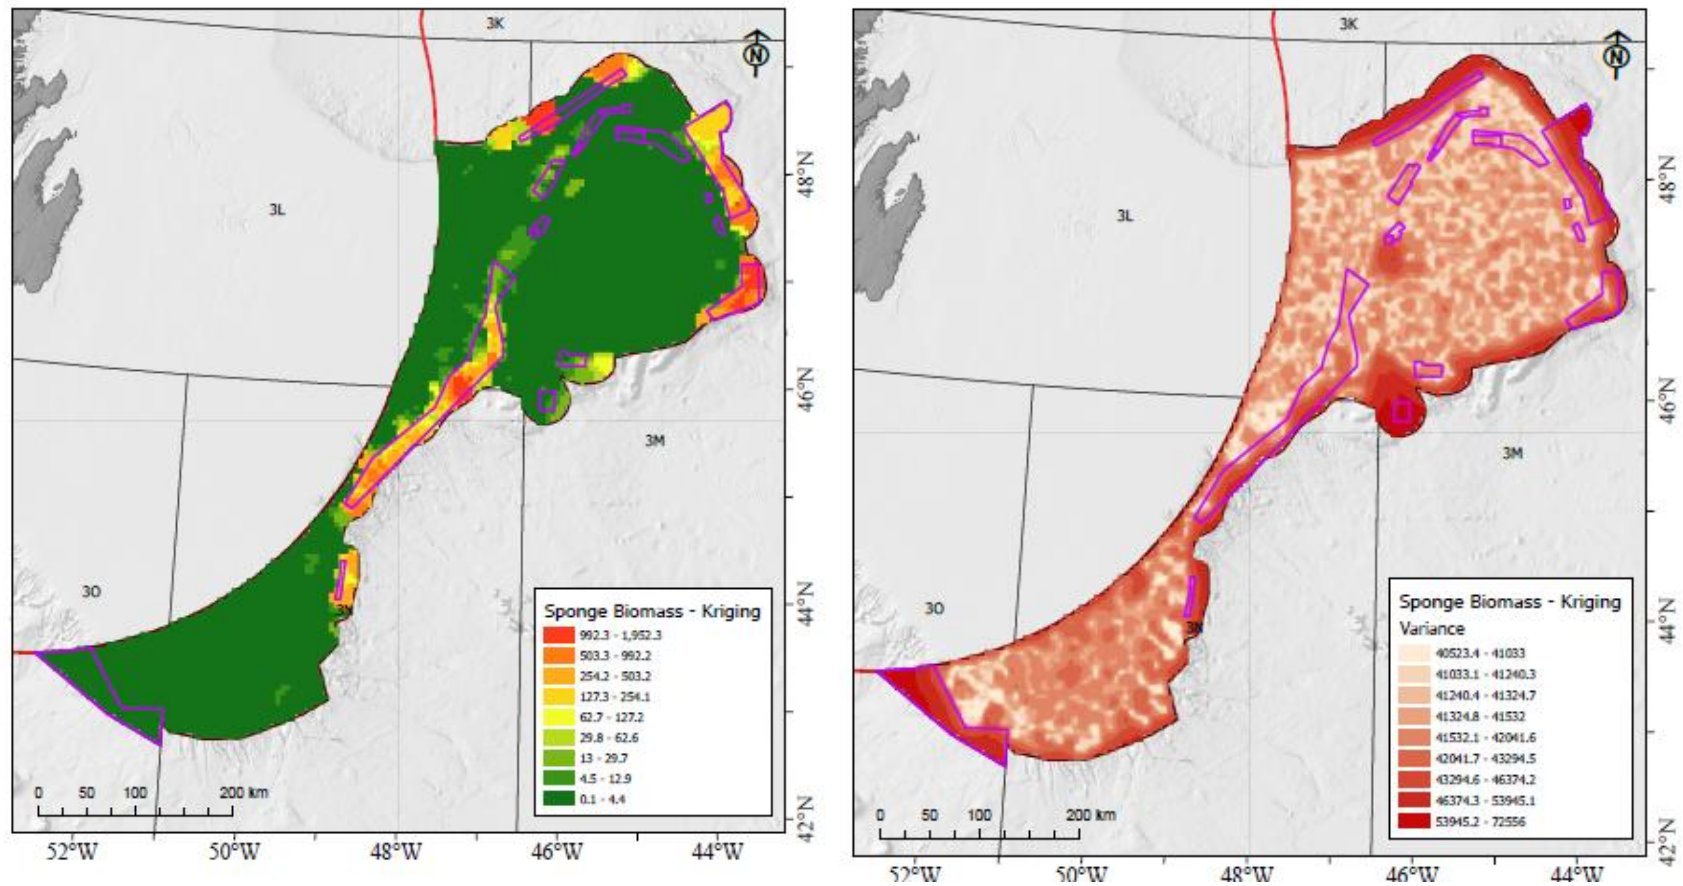 3K
N
3L
48°N
46°N
3M
3O
44°N
3N
Sponge Biomass - Kriging
992.3 - 1,952.3
503.3 - 992.2
254.2 - 503.2
127.3 - 254.1
62.7 - 127.2
29.8 - 62.6
13 - 29.7
4.5 - 12.9
0.1 - 4.4
0 50 100 200 km
42°N
52°W 50°W 48°W 46°W 44°W
3K
N
3L
48°N
46°N
3M
3O
44°N
3N
Sponge Biomass - Kriging
Variance
40523.4 - 41033
41033.1 - 41240.3
41240.4 - 41324.7
41324.8 - 41532
41532.1 - 42041.6
42041.7 - 43294.5
43294.6 - 46374.2
46374.3 - 53945.1
53945.2 - 72556
0 50 100 200 km
42°N
52°W 50°W 48°W 46°W 44°W